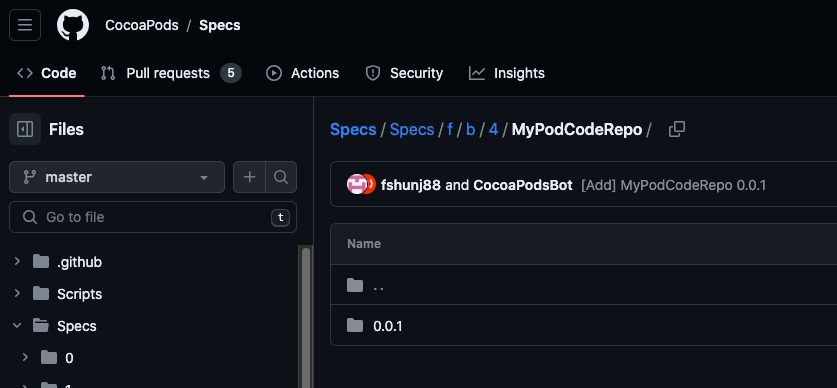 CocoaPods / Specs
Code Pull requests 5 Actions Security Insights
Files
master
Go to file t
.github
Scripts
Specs
0
Specs / Specs / f / b / 4 / MyPodCodeRepo /
fshunj88 and CocoaPodsBot [Add] MyPodCodeRepo 0.0.1
Name
..
0.0.1